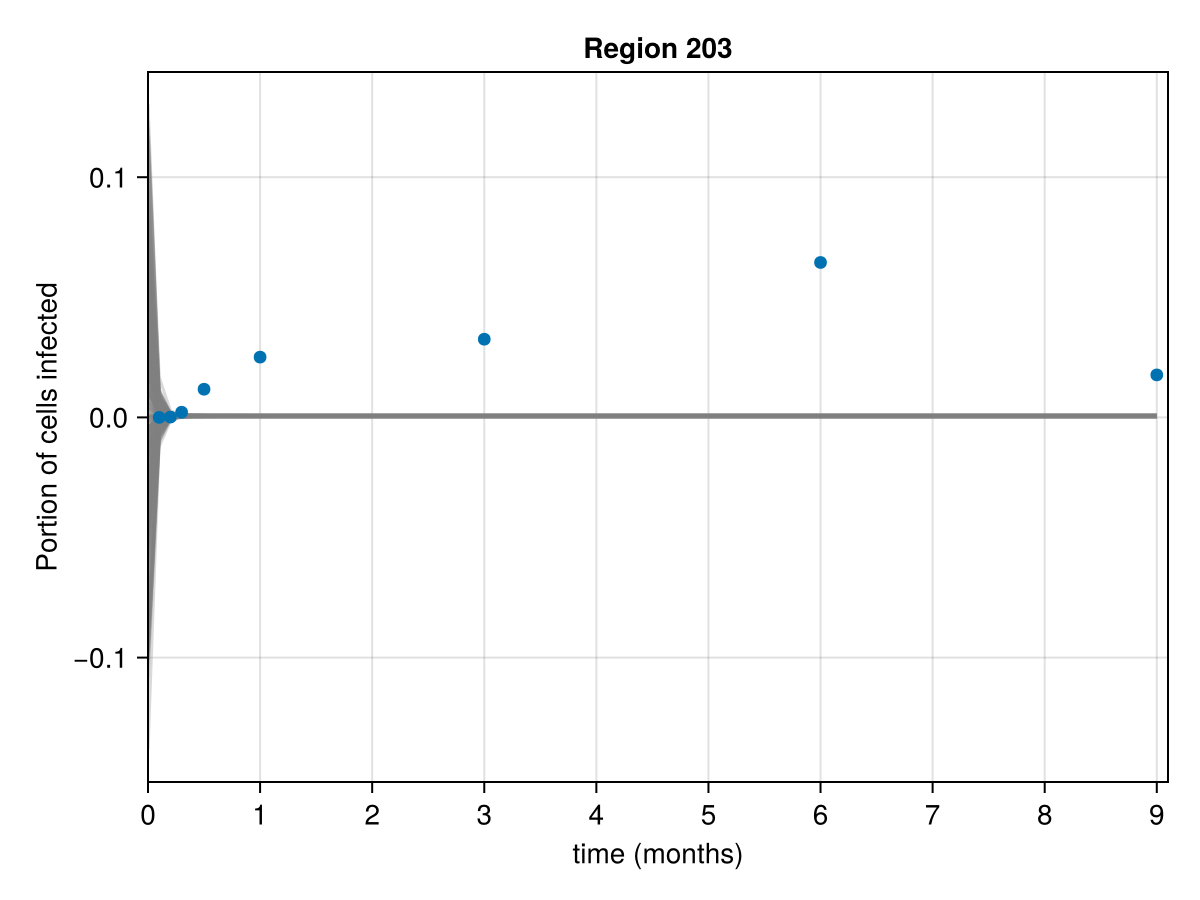 Region 203
Portion of cells infected
0.1
0.0
−0.1
0 1 2 3 4 5 6 7 8 9
time (months)